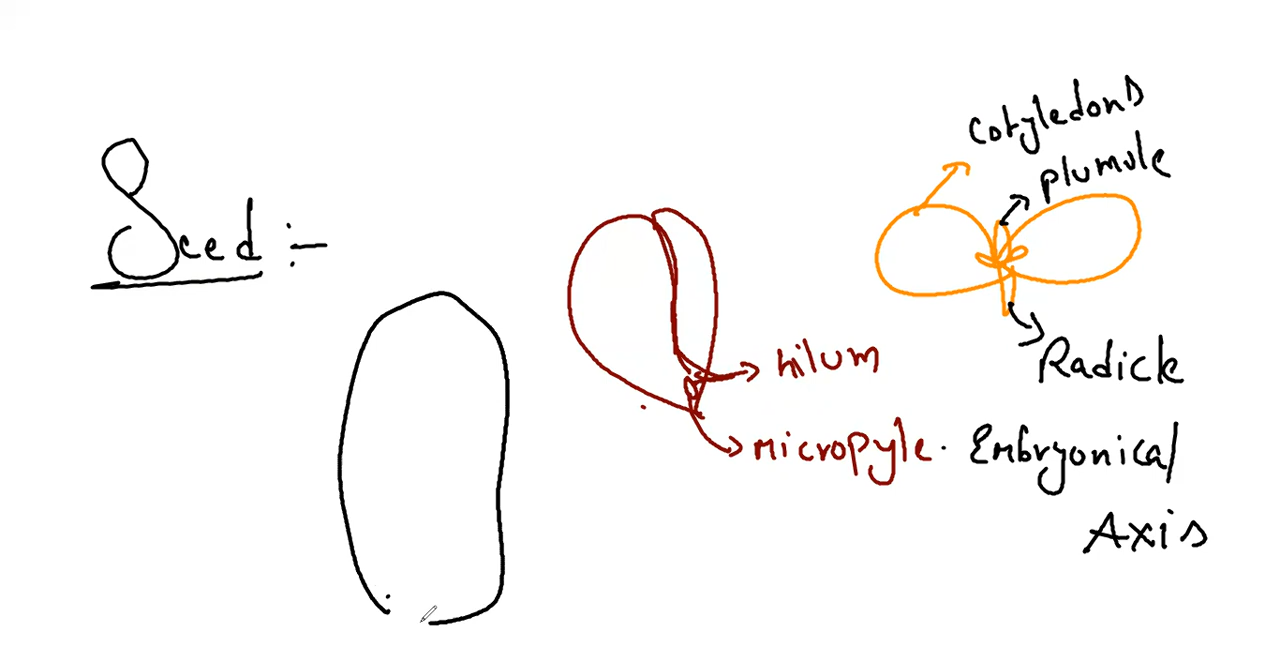 Seed :-
Cotyledons
plumule
hilum
Radicle
micropyle.
Embryonical
Axis